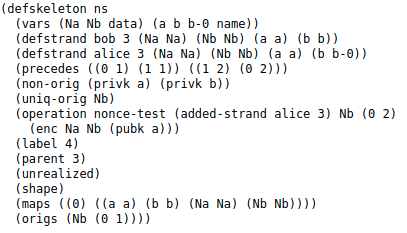 (defskeleton ns
  (vars (Na Nb data) (a b b-0 name))
  (defstrand bob 3 (Na Na) (Nb Nb) (a a) (b b))
  (defstrand alice 3 (Na Na) (Nb Nb) (a a) (b b-0))
  (precedes ((0 1) (1 1)) ((1 2) (0 2)))
  (non-orig (privk a) (privk b))
  (uniq-orig Nb)
  (operation nonce-test (added-strand alice 3) Nb (0 2)
    (enc Na Nb (pubk a)))
  (label 4)
  (parent 3)
  (unrealized)
  (shape)
  (maps ((0) ((a a) (b b) (Na Na) (Nb Nb))))
  (origs (Nb (0 1))))